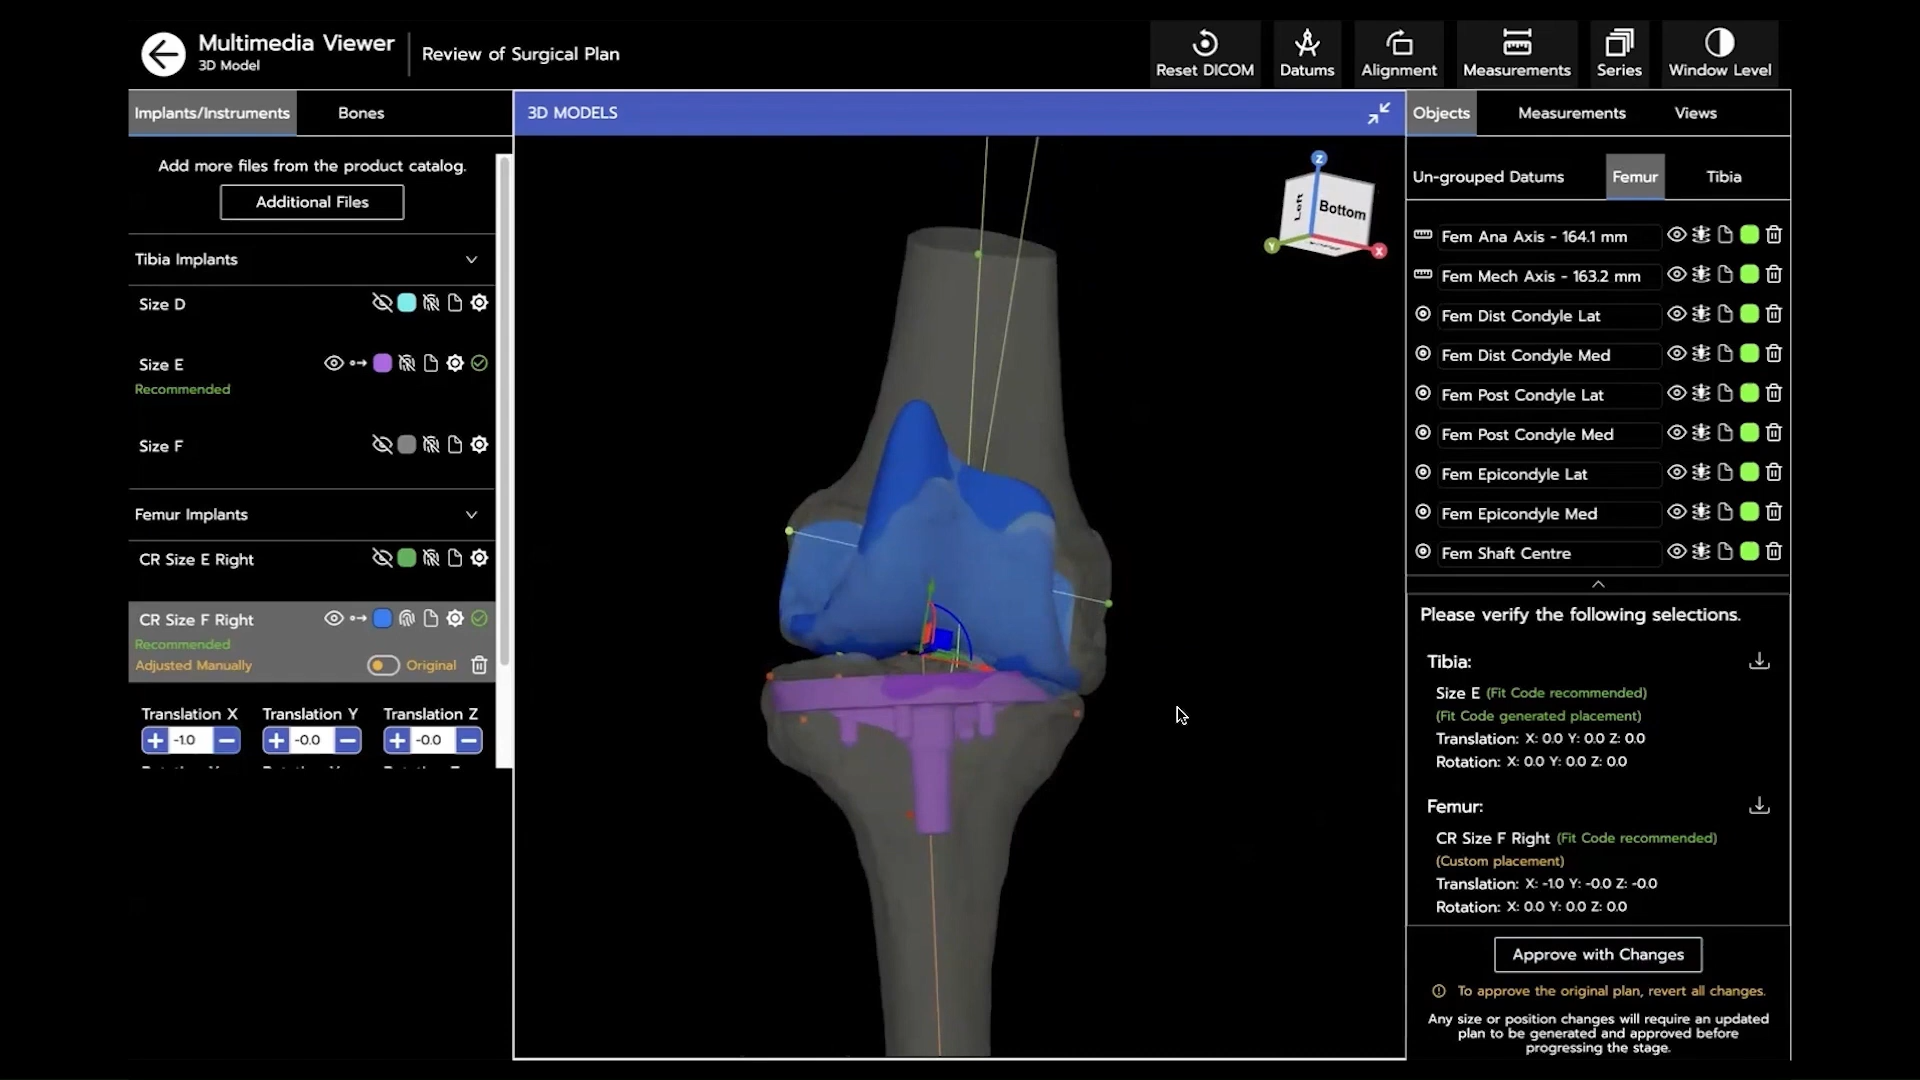 Multimedia Viewer
3D Model
Review of Surgical Plan
Reset DICOM
Datums
Alignment
Measurements
Series
Window Level
Implants/Instruments
Bones
Add more files from the product catalog.
Additional Files
Tibia Implants
Size D
Size E
Recommended
Size F
Femur Implants
CR Size E Right
CR Size F Right
Recommended
Adjusted Manually
Original
Translation X
Translation Y
Translation Z
+ -1.0 −
+ -0.0 −
+ -0.0 −
3D MODELS
Z
Left
Bottom
Y
X
Objects
Measurements
Views
Un-grouped Datums
Femur
Tibia
Fem Ana Axis - 164.1 mm
Fem Mech Axis - 163.2 mm
Fem Dist Condyle Lat
Fem Dist Condyle Med
Fem Post Condyle Lat
Fem Post Condyle Med
Fem Epicondyle Lat
Fem Epicondyle Med
Fem Shaft Centre
Please verify the following selections.
Tibia:
Size E (Fit Code recommended)
(Fit Code generated placement)
Translation: X: 0.0 Y: 0.0 Z: 0.0
Rotation: X: 0.0 Y: 0.0 Z: 0.0
Femur:
CR Size F Right (Fit Code recommended)
(Custom placement)
Translation: X: -1.0 Y: -0.0 Z: -0.0
Rotation: X: 0.0 Y: 0.0 Z: 0.0
Approve with Changes
To approve the original plan, revert all changes.
Any size or position changes will require an updated
plan to be generated and approved before
progressing the stage.